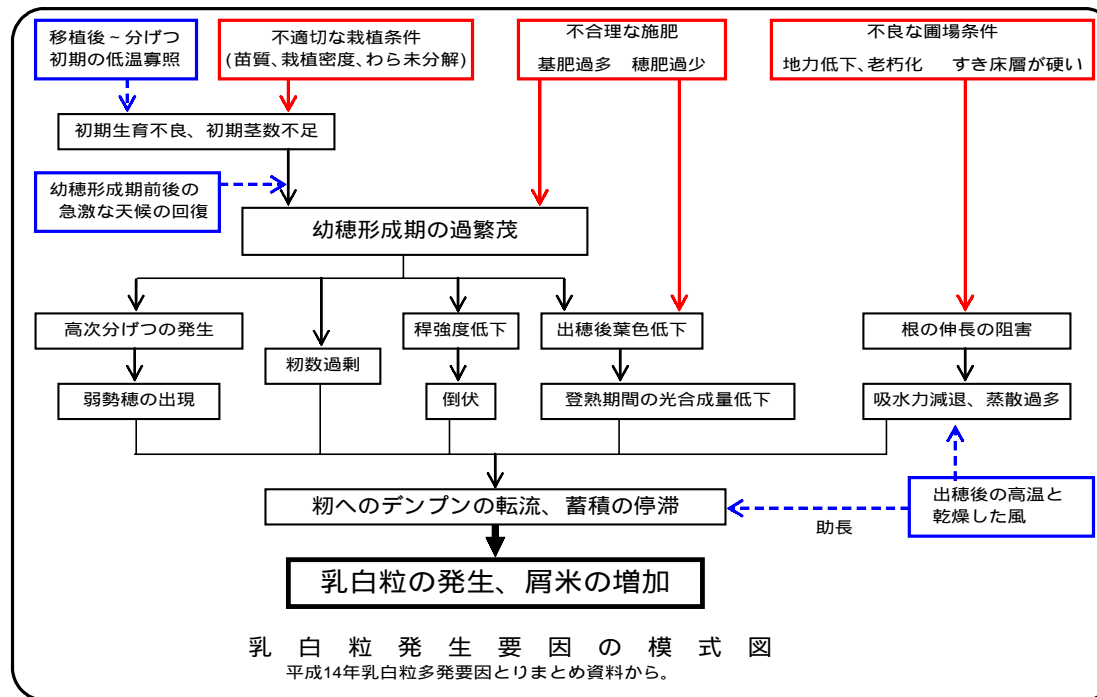 移植後～分げつ
初期の低温寡照
不適切な栽植条件
(苗質、栽植密度、わら未分解)
不合理な施肥
基肥過多　穂肥過少
不良な圃場条件
地力低下、老朽化　すき床層が硬い
初期生育不良、初期茎数不足
幼穂形成期前後の
急激な天候の回復
幼穂形成期の過繁茂
高次分げつの発生
籾数過剰
稈強度低下
出穂後葉色低下
根の伸長の阻害
弱勢穂の出現
倒伏
登熟期間の光合成量低下
吸水力減退、蒸散過多
籾へのデンプンの転流、蓄積の停滞
助長
出穂後の高温と
乾燥した風
乳白粒の発生、屑米の増加
乳白粒発生要因の模式図
平成14年乳白粒多発要因とりまとめ資料から。